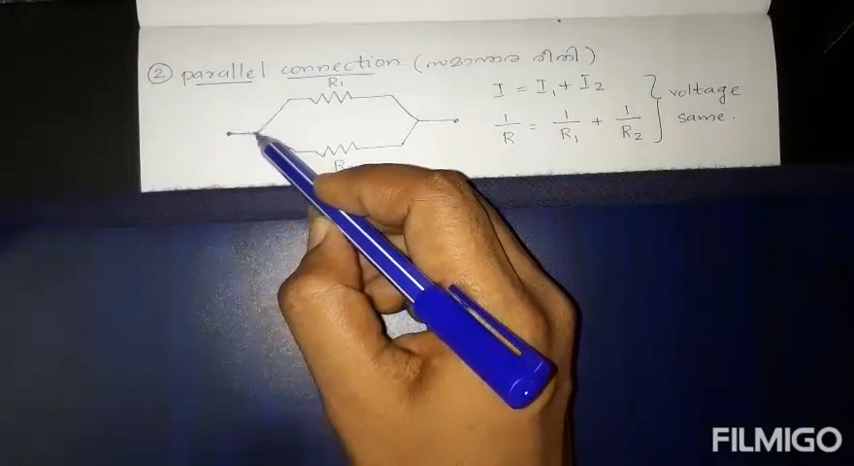 ② parallel connection (സമാന്തര രീതി)
R₁
I = I₁ + I₂
voltage
1/R = 1/R₁ + 1/R₂
same.
R
FILMIGO